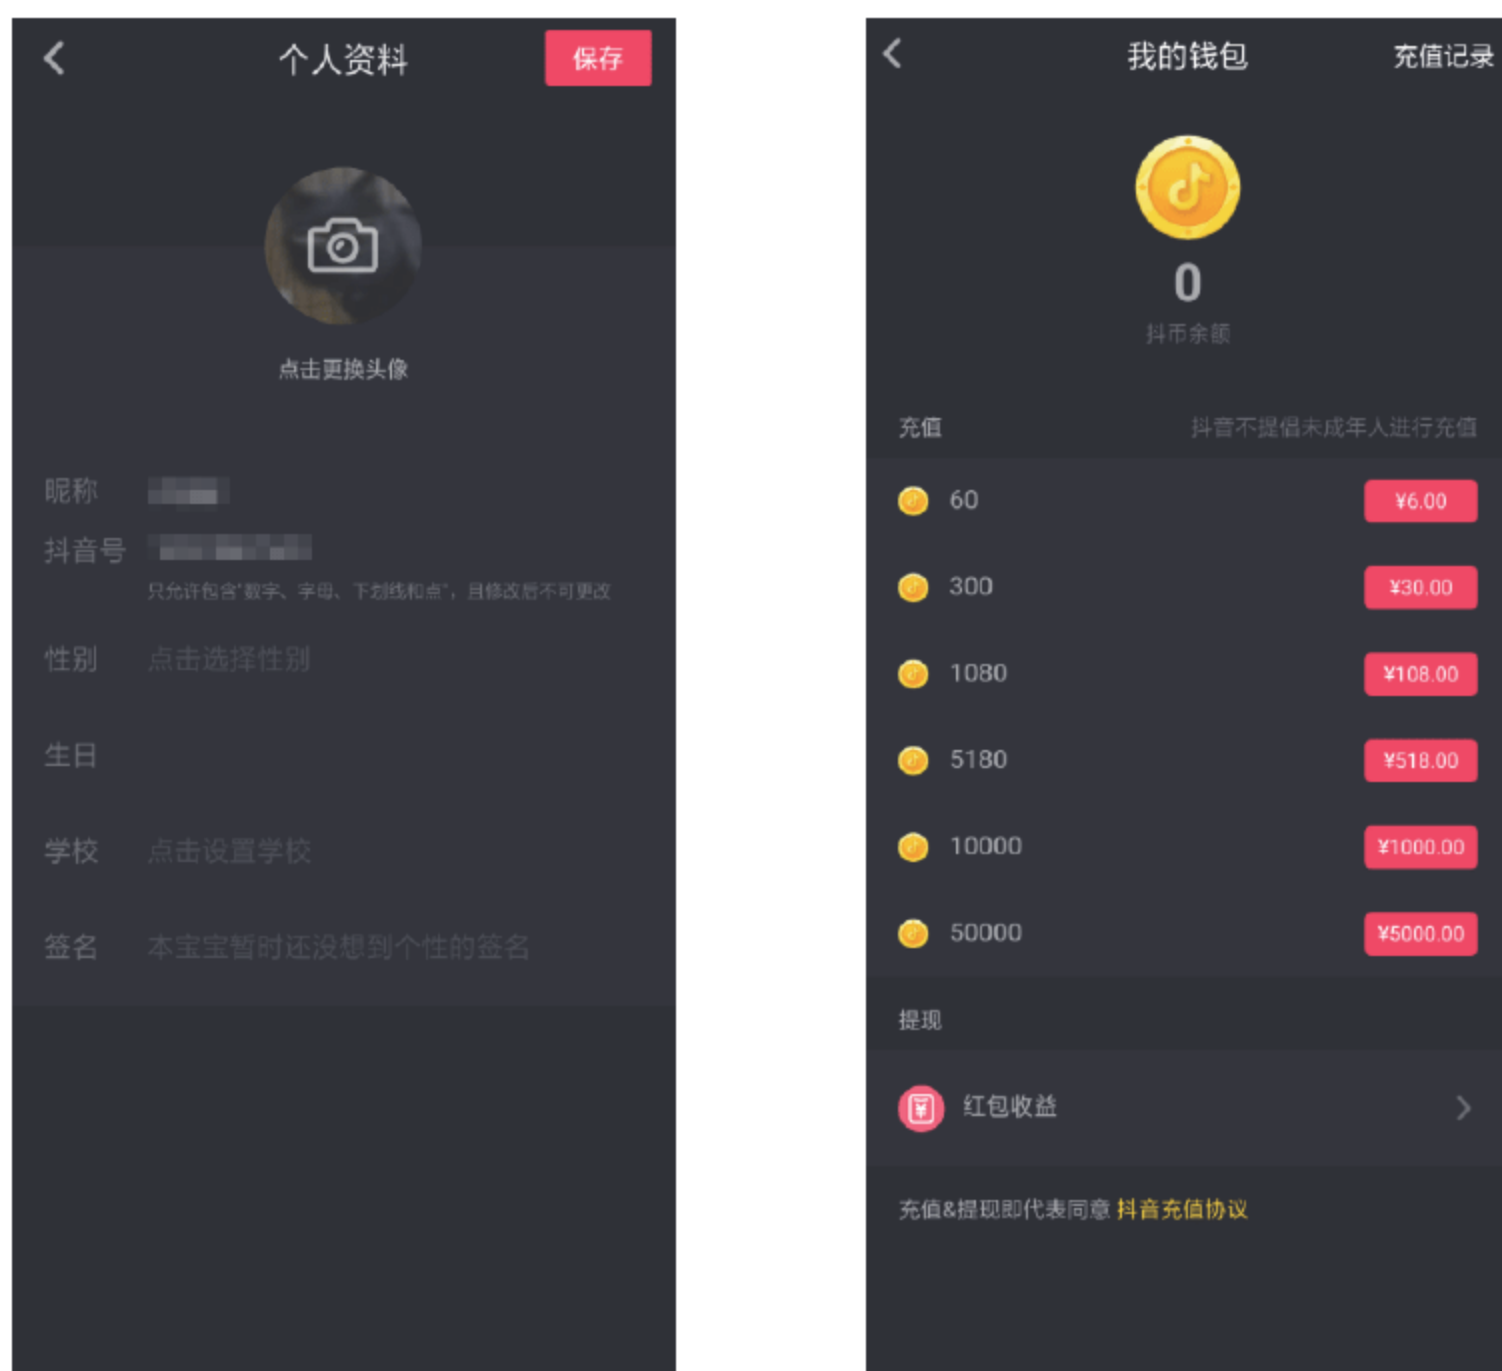 个人资料
保存
点击更换头像
昵称
抖音号
只允许包含"数字、字母、下划线和点"，且修改后不可更改
性别 点击选择性别
生日
学校 点击设置学校
签名 本宝宝暂时还没想到个性的签名
我的钱包
充值记录
0
抖币余额
充值 抖音不提倡未成年人进行充值
60 ¥6.00
300 ¥30.00
1080 ¥108.00
5180 ¥518.00
10000 ¥1000.00
50000 ¥5000.00
提现
红包收益
充值&提现即代表同意 抖音充值协议